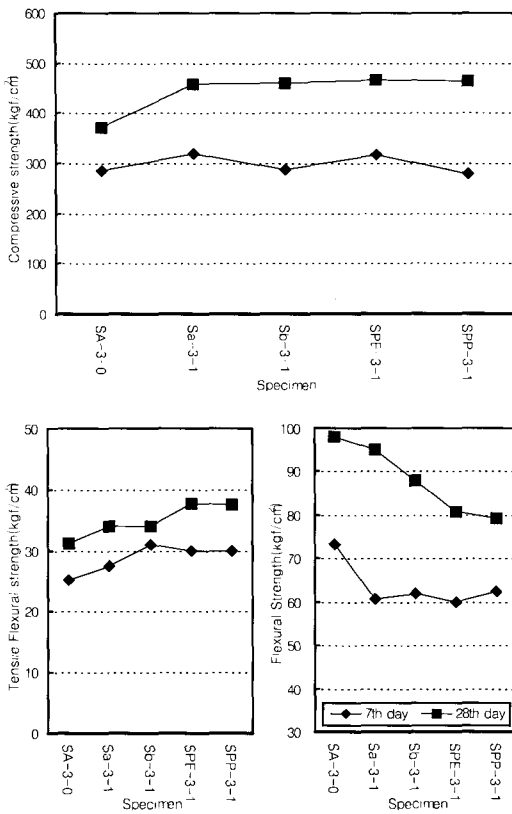 600
500
400
300
200
100
0
Compressive strength(kgf/cm²)
SA-3-0
Sa-3-1
Sb-3-1
SPE-3-1
SPP-3-1
Specimen
50
40
30
20
10
0
Tensile Flexural strength(kgf/cm²)
SA-3-0
Sa-3-1
Sb-3-1
SPE-3-1
SPP-3-1
Specimen
100
90
80
70
60
50
40
30
Flexural Strength(kgf/cm²)
7th day
28th day
SA-3-0
Sa-3-1
Sb-3-1
SPE-3-1
SPP-3-1
Specimen